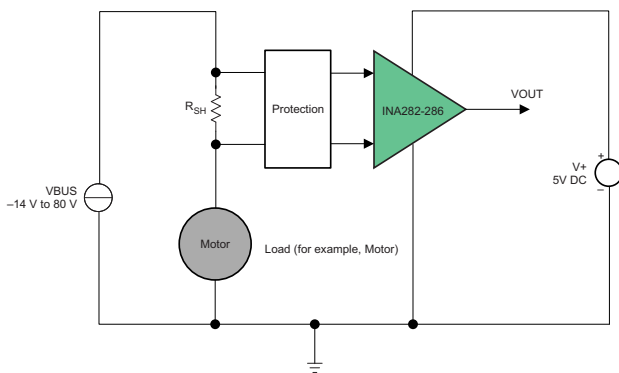 R_SH
Protection
INA282-286
VOUT
V+
5V DC
+
–
VBUS
–14 V to 80 V
Motor
Load (for example, Motor)